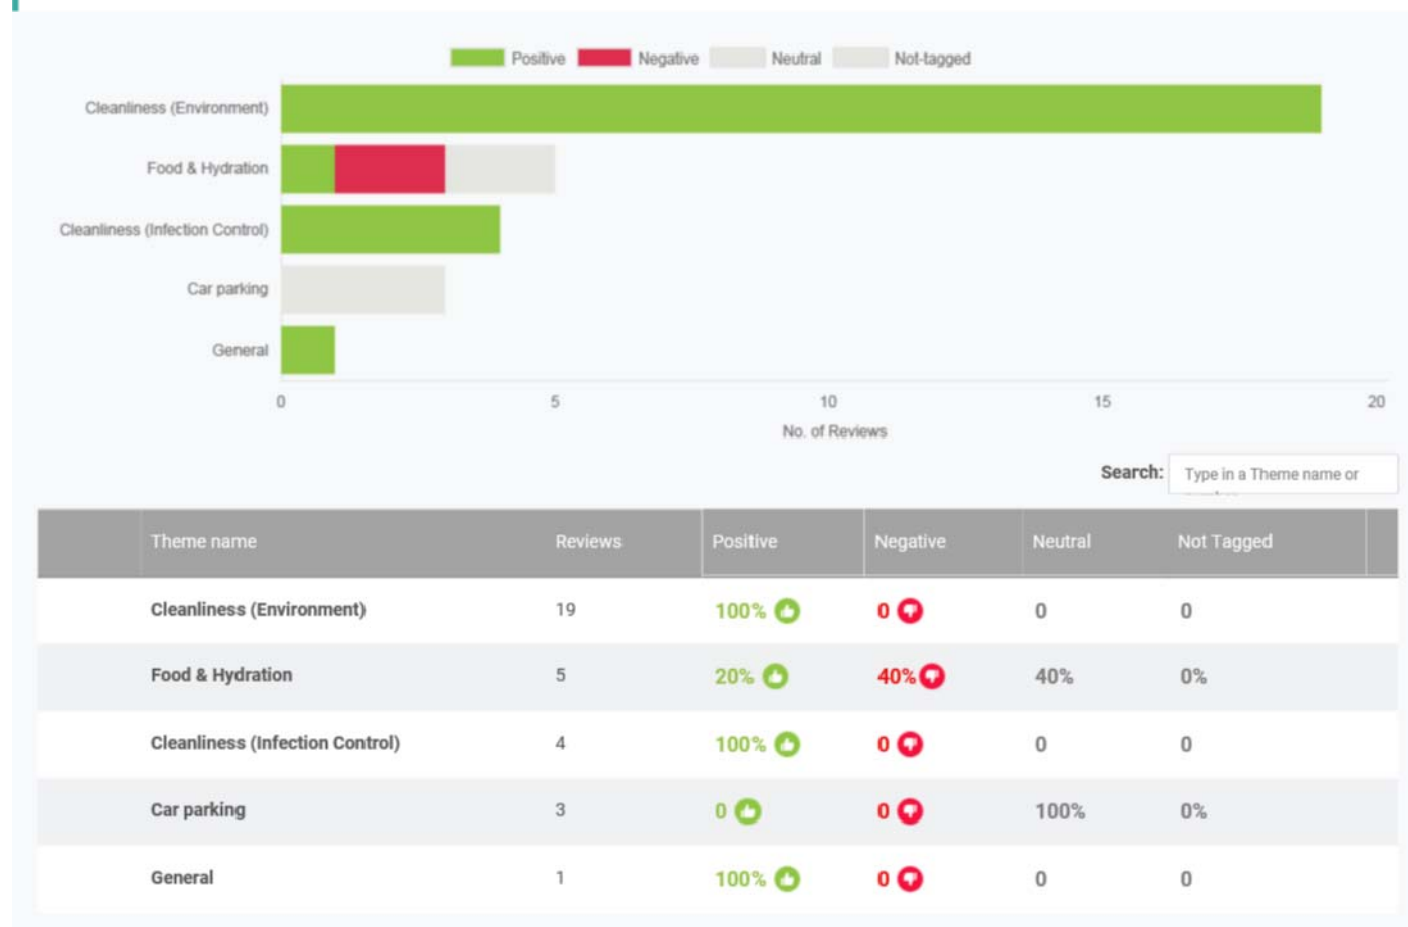 Positive Negative Neutral Not-tagged
Cleanliness (Environment)
Food & Hydration
Cleanliness (Infection Control)
Car parking
General
0 5 10 15 20
No. of Reviews
Search: Type in a Theme name or
Theme name Reviews Positive Negative Neutral Not Tagged
Cleanliness (Environment) 19 100% 0 0 0
Food & Hydration 5 20% 40% 40% 0%
Cleanliness (Infection Control) 4 100% 0 0 0
Car parking 3 0 0 100% 0%
General 1 100% 0 0 0